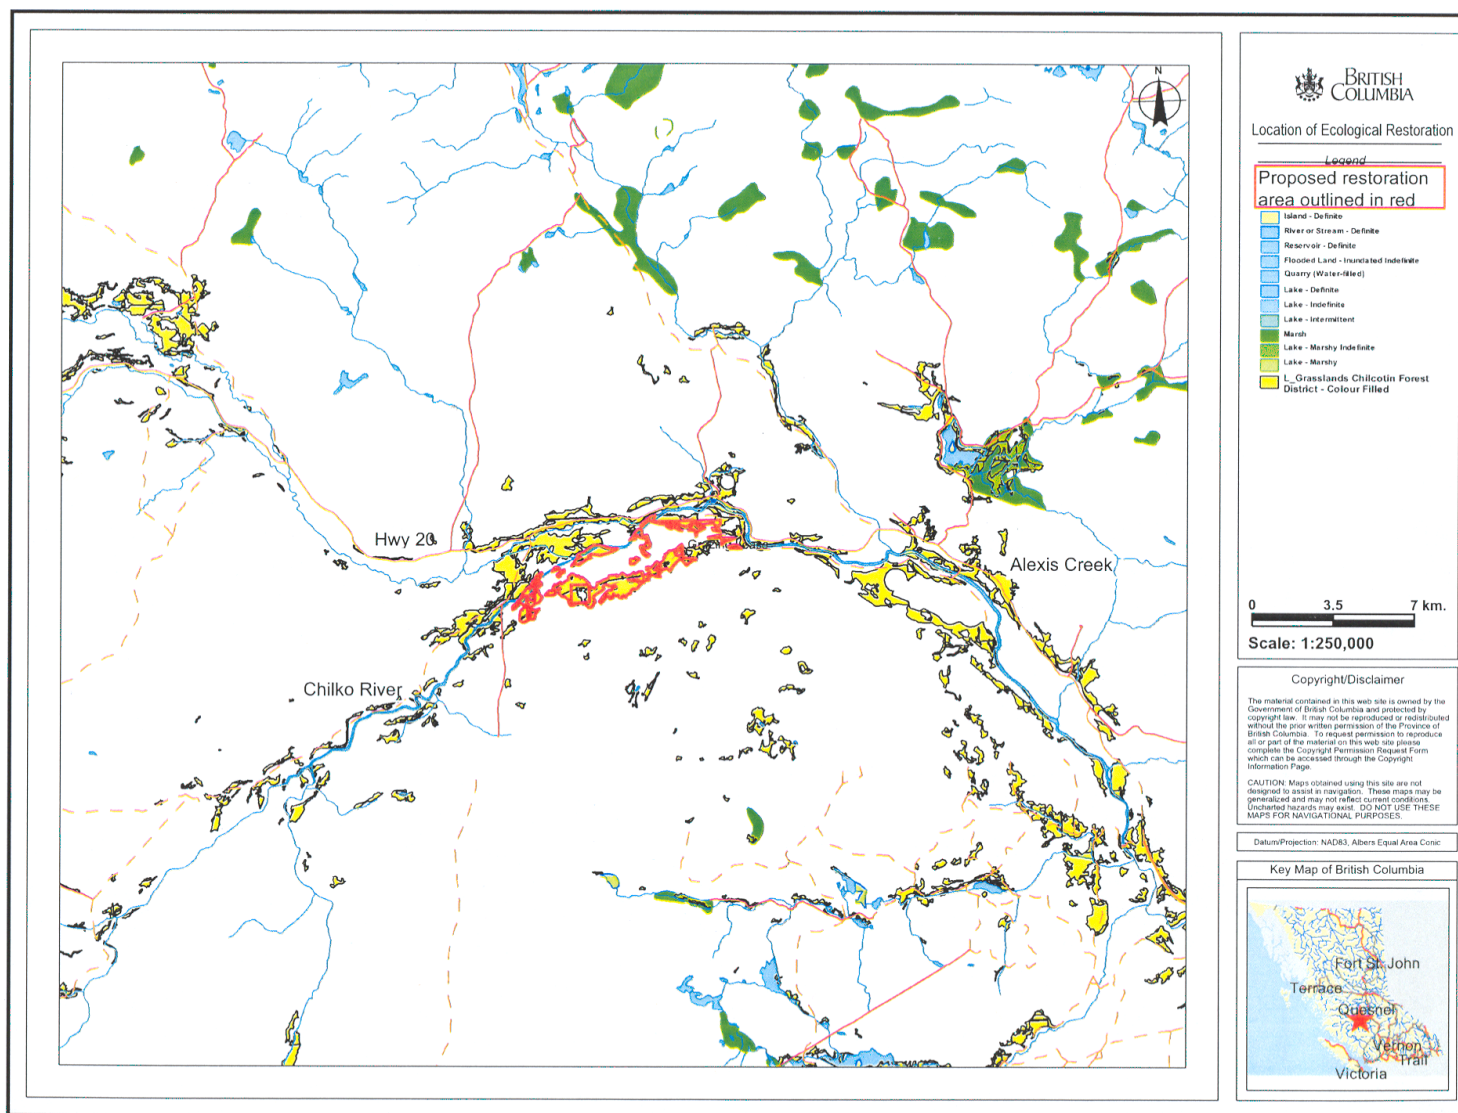 N
Hwy 20
Alexis Creek
Chilko River
BRITISH
COLUMBIA
Location of Ecological Restoration
Legend
Proposed restoration
area outlined in red
Island - Definite
River or Stream - Definite
Reservoir - Definite
Flooded Land - Inundated Indefinite
Quarry (Water-filled)
Lake - Definite
Lake - Indefinite
Lake - Intermittent
Marsh
Lake - Marshy Indefinite
Lake - Marshy
L_Grasslands Chilcotin Forest
District - Colour Filled
0 3.5 7 km.
Scale: 1:250,000
Copyright/Disclaimer
The material contained in this web site is owned by the
Government of British Columbia and protected by
copyright law. It may not be reproduced or redistributed
without the prior written permission of the Province of
British Columbia. To request permission to reproduce
all or part of the material on this web site please
complete the Copyright Permission Request Form
which can be accessed through the Copyright
Information Page.
CAUTION: Maps obtained using this site are not
designed to assist in navigation. These maps may be
generalized and may not reflect current conditions.
Uncharted hazards may exist. DO NOT USE THESE
MAPS FOR NAVIGATIONAL PURPOSES.
Datum/Projection: NAD83, Albers Equal Area Conic
Key Map of British Columbia
Fort St. John
Terrace
Quesnel
Vernon
Trail
Victoria